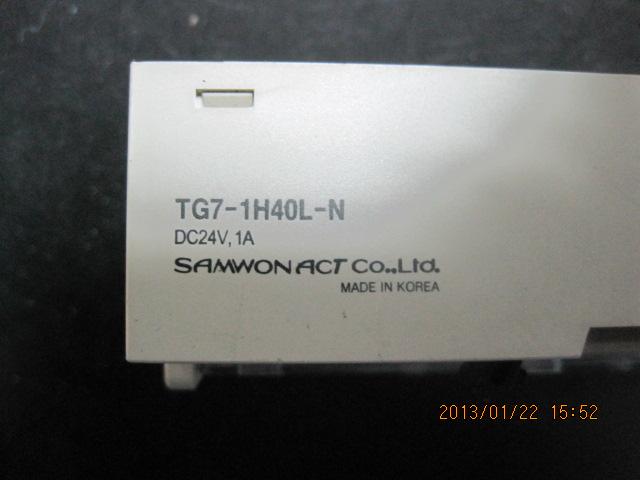 TG7-1H40L-N
DC24V, 1A
SAMWON ACT Co.,Ltd.
MADE IN KOREA
2013/01/22 15:52